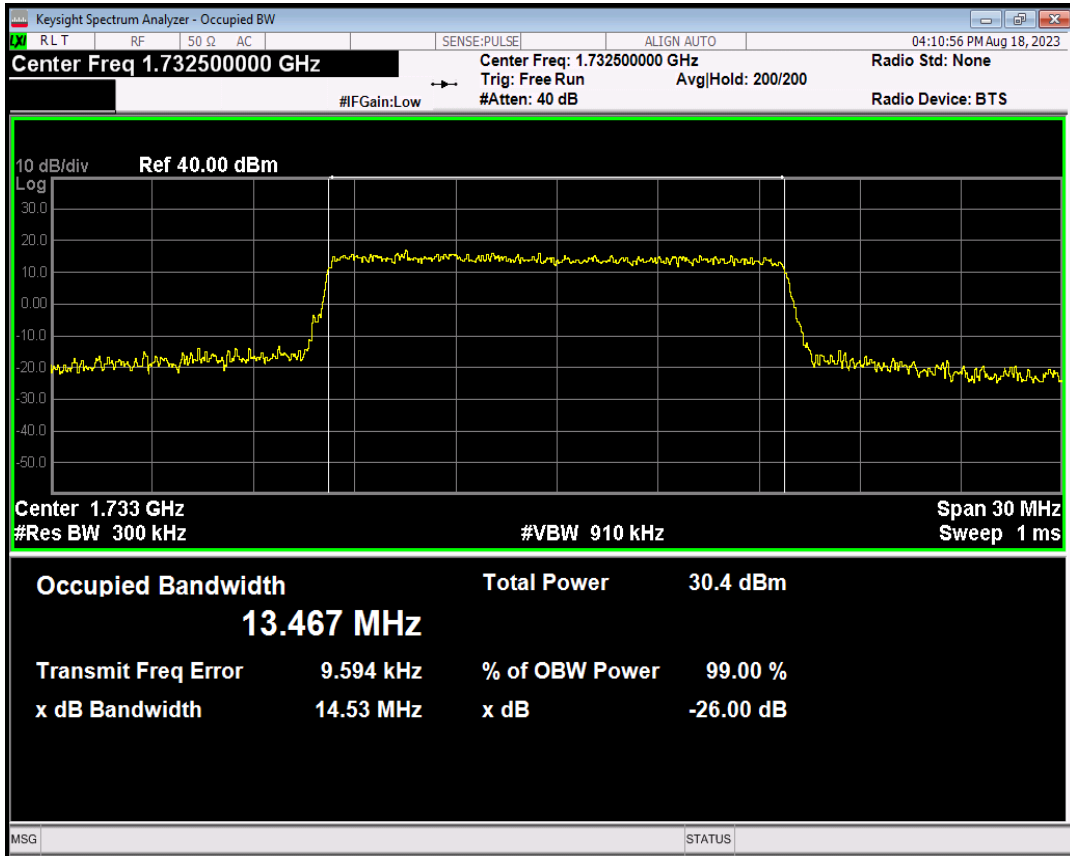 Keysight Spectrum Analyzer - Occupied BW
LXI RLT RF 50 Ω AC SENSE:PULSE ALIGN AUTO 04:10:56 PM Aug 18, 2023
Center Freq 1.732500000 GHz Center Freq: 1.732500000 GHz Radio Std: None
Trig: Free Run Avg|Hold: 200/200
#IFGain:Low #Atten: 40 dB Radio Device: BTS
10 dB/div Ref 40.00 dBm
Log
30.0
20.0
10.0
0.00
-10.0
-20.0
-30.0
-40.0
-50.0
Center 1.733 GHz Span 30 MHz
#Res BW 300 kHz #VBW 910 kHz Sweep 1 ms
Occupied Bandwidth Total Power 30.4 dBm
13.467 MHz
Transmit Freq Error 9.594 kHz % of OBW Power 99.00 %
x dB Bandwidth 14.53 MHz x dB -26.00 dB
MSG STATUS